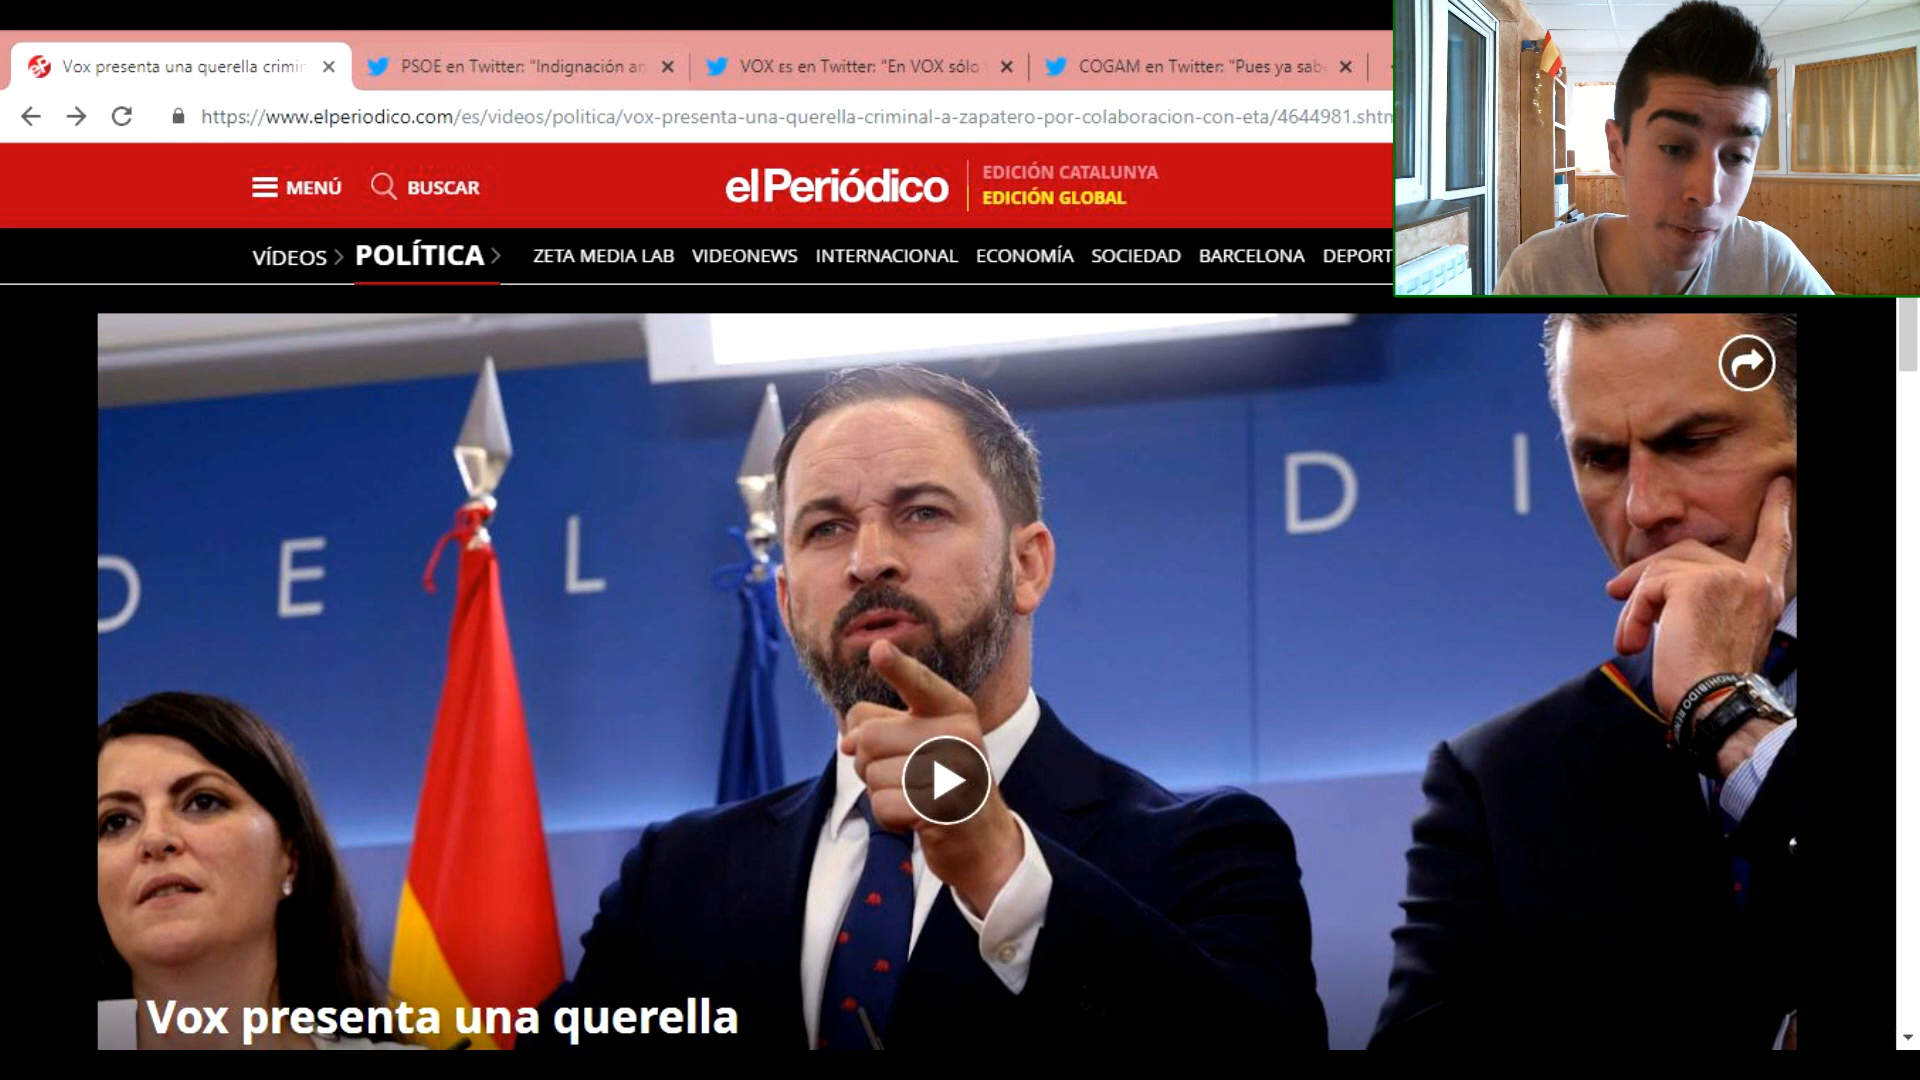 Vox presenta una querella crimin
PSOE en Twitter: "Indignación an
VOX ES en Twitter: "En VOX sólo
COGAM en Twitter: "Pues ya sab
https://www.elperiodico.com/es/videos/politica/vox-presenta-una-querella-criminal-a-zapatero-por-colaboracion-con-eta/4644981.shtm
MENÚ
BUSCAR
elPeriódico
EDICIÓN CATALUNYA
EDICIÓN GLOBAL
VÍDEOS > POLÍTICA > ZETA MEDIA LAB VIDEONEWS INTERNACIONAL ECONOMÍA SOCIEDAD BARCELONA DEPORT
D E L D I
Vox presenta una querella